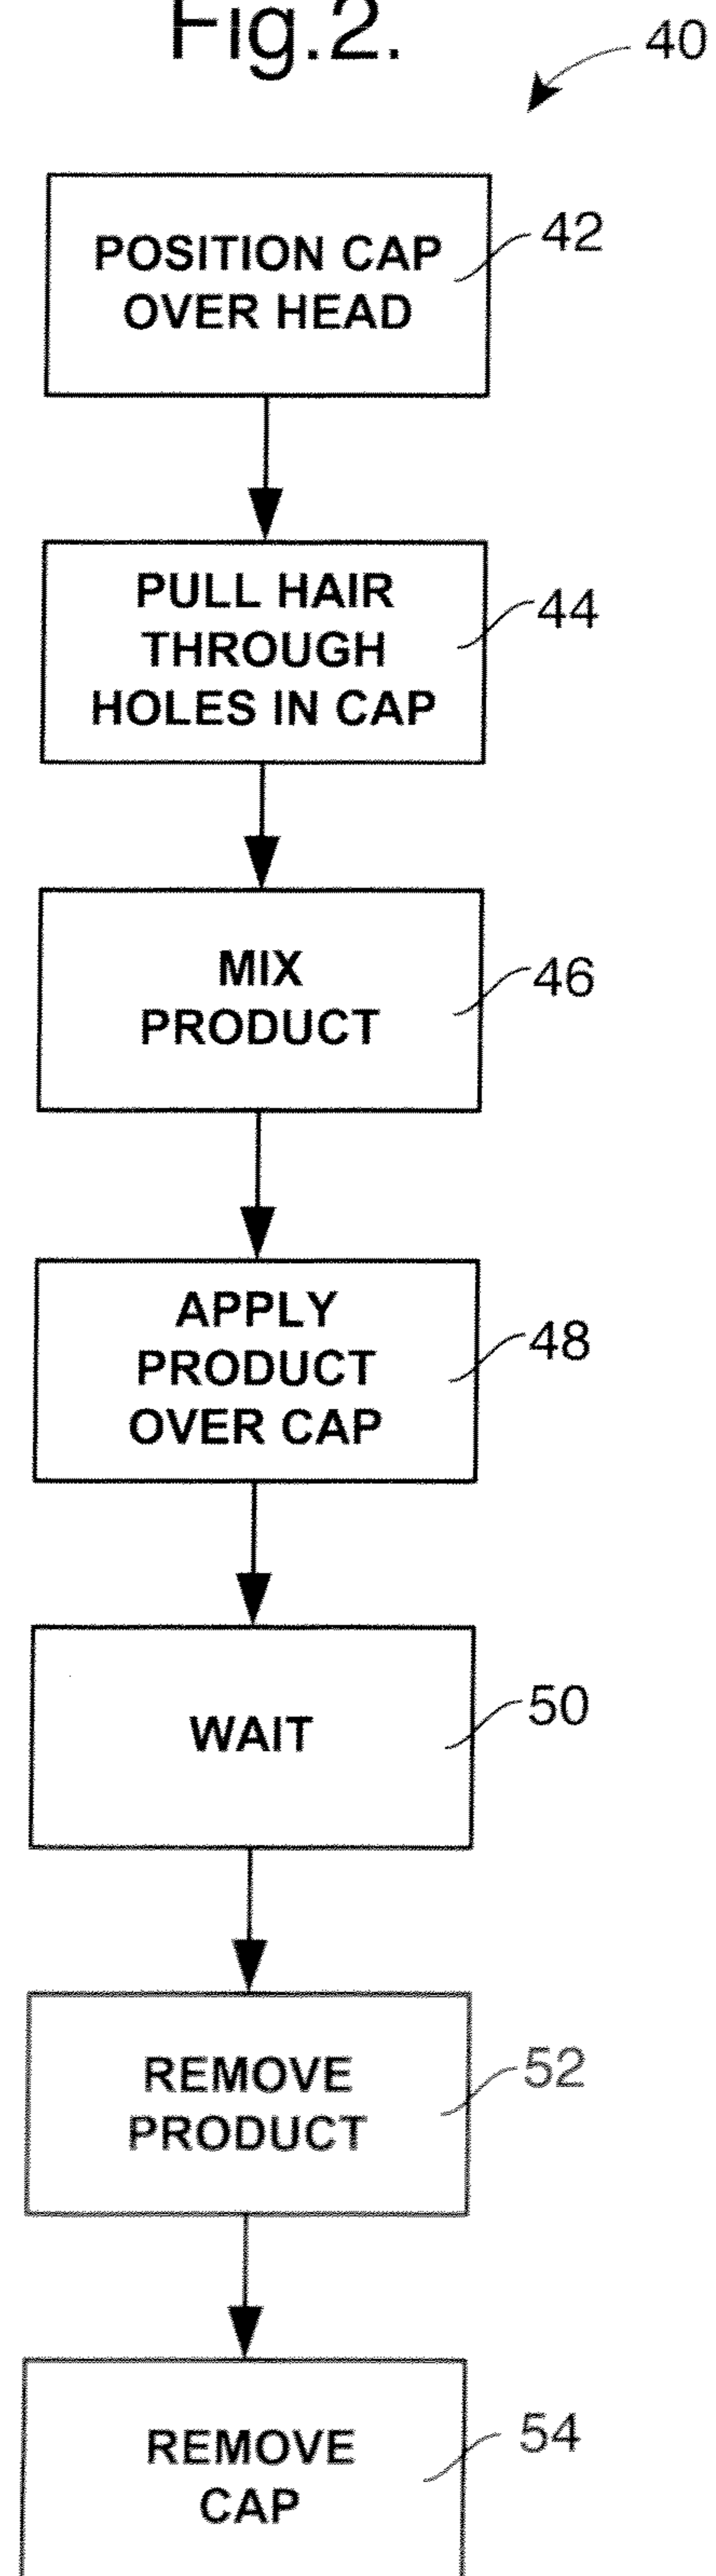 Fig.2.
40
POSITION CAP
OVER HEAD
42
PULL HAIR
THROUGH
HOLES IN CAP
44
MIX
PRODUCT
46
APPLY
PRODUCT
OVER CAP
48
WAIT
50
REMOVE
PRODUCT
52
REMOVE
CAP
54